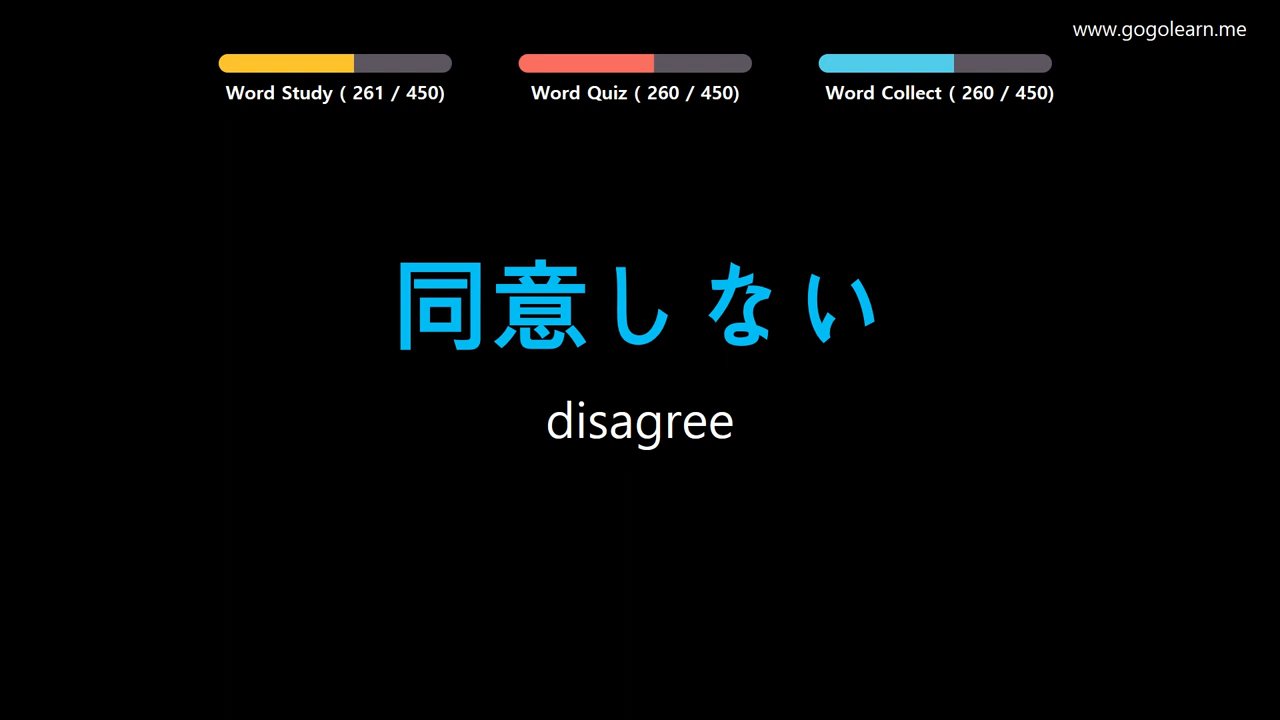 www.gogolearn.me
Word Study ( 261 / 450)
Word Quiz ( 260 / 450)
Word Collect ( 260 / 450)
同意しない
disagree